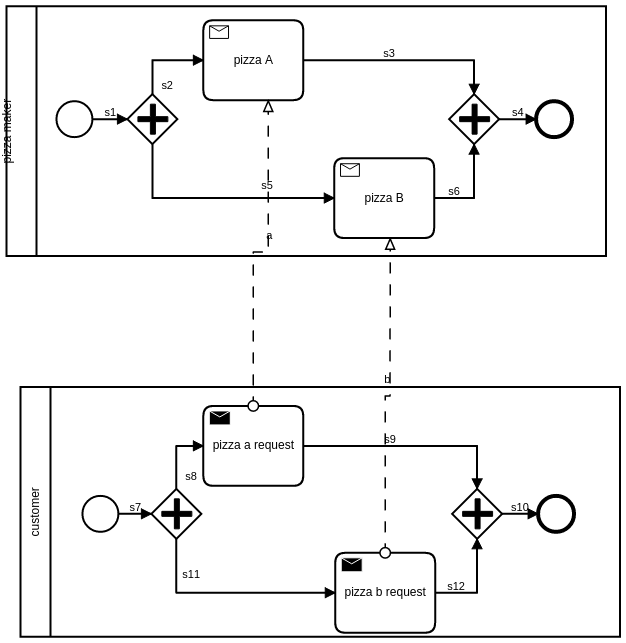 pizza maker
s1
s2
pizza A
s3
s4
s5
pizza B
s6
a
b
customer
s7
s8
pizza a request
s9
s10
s11
pizza b request
s12